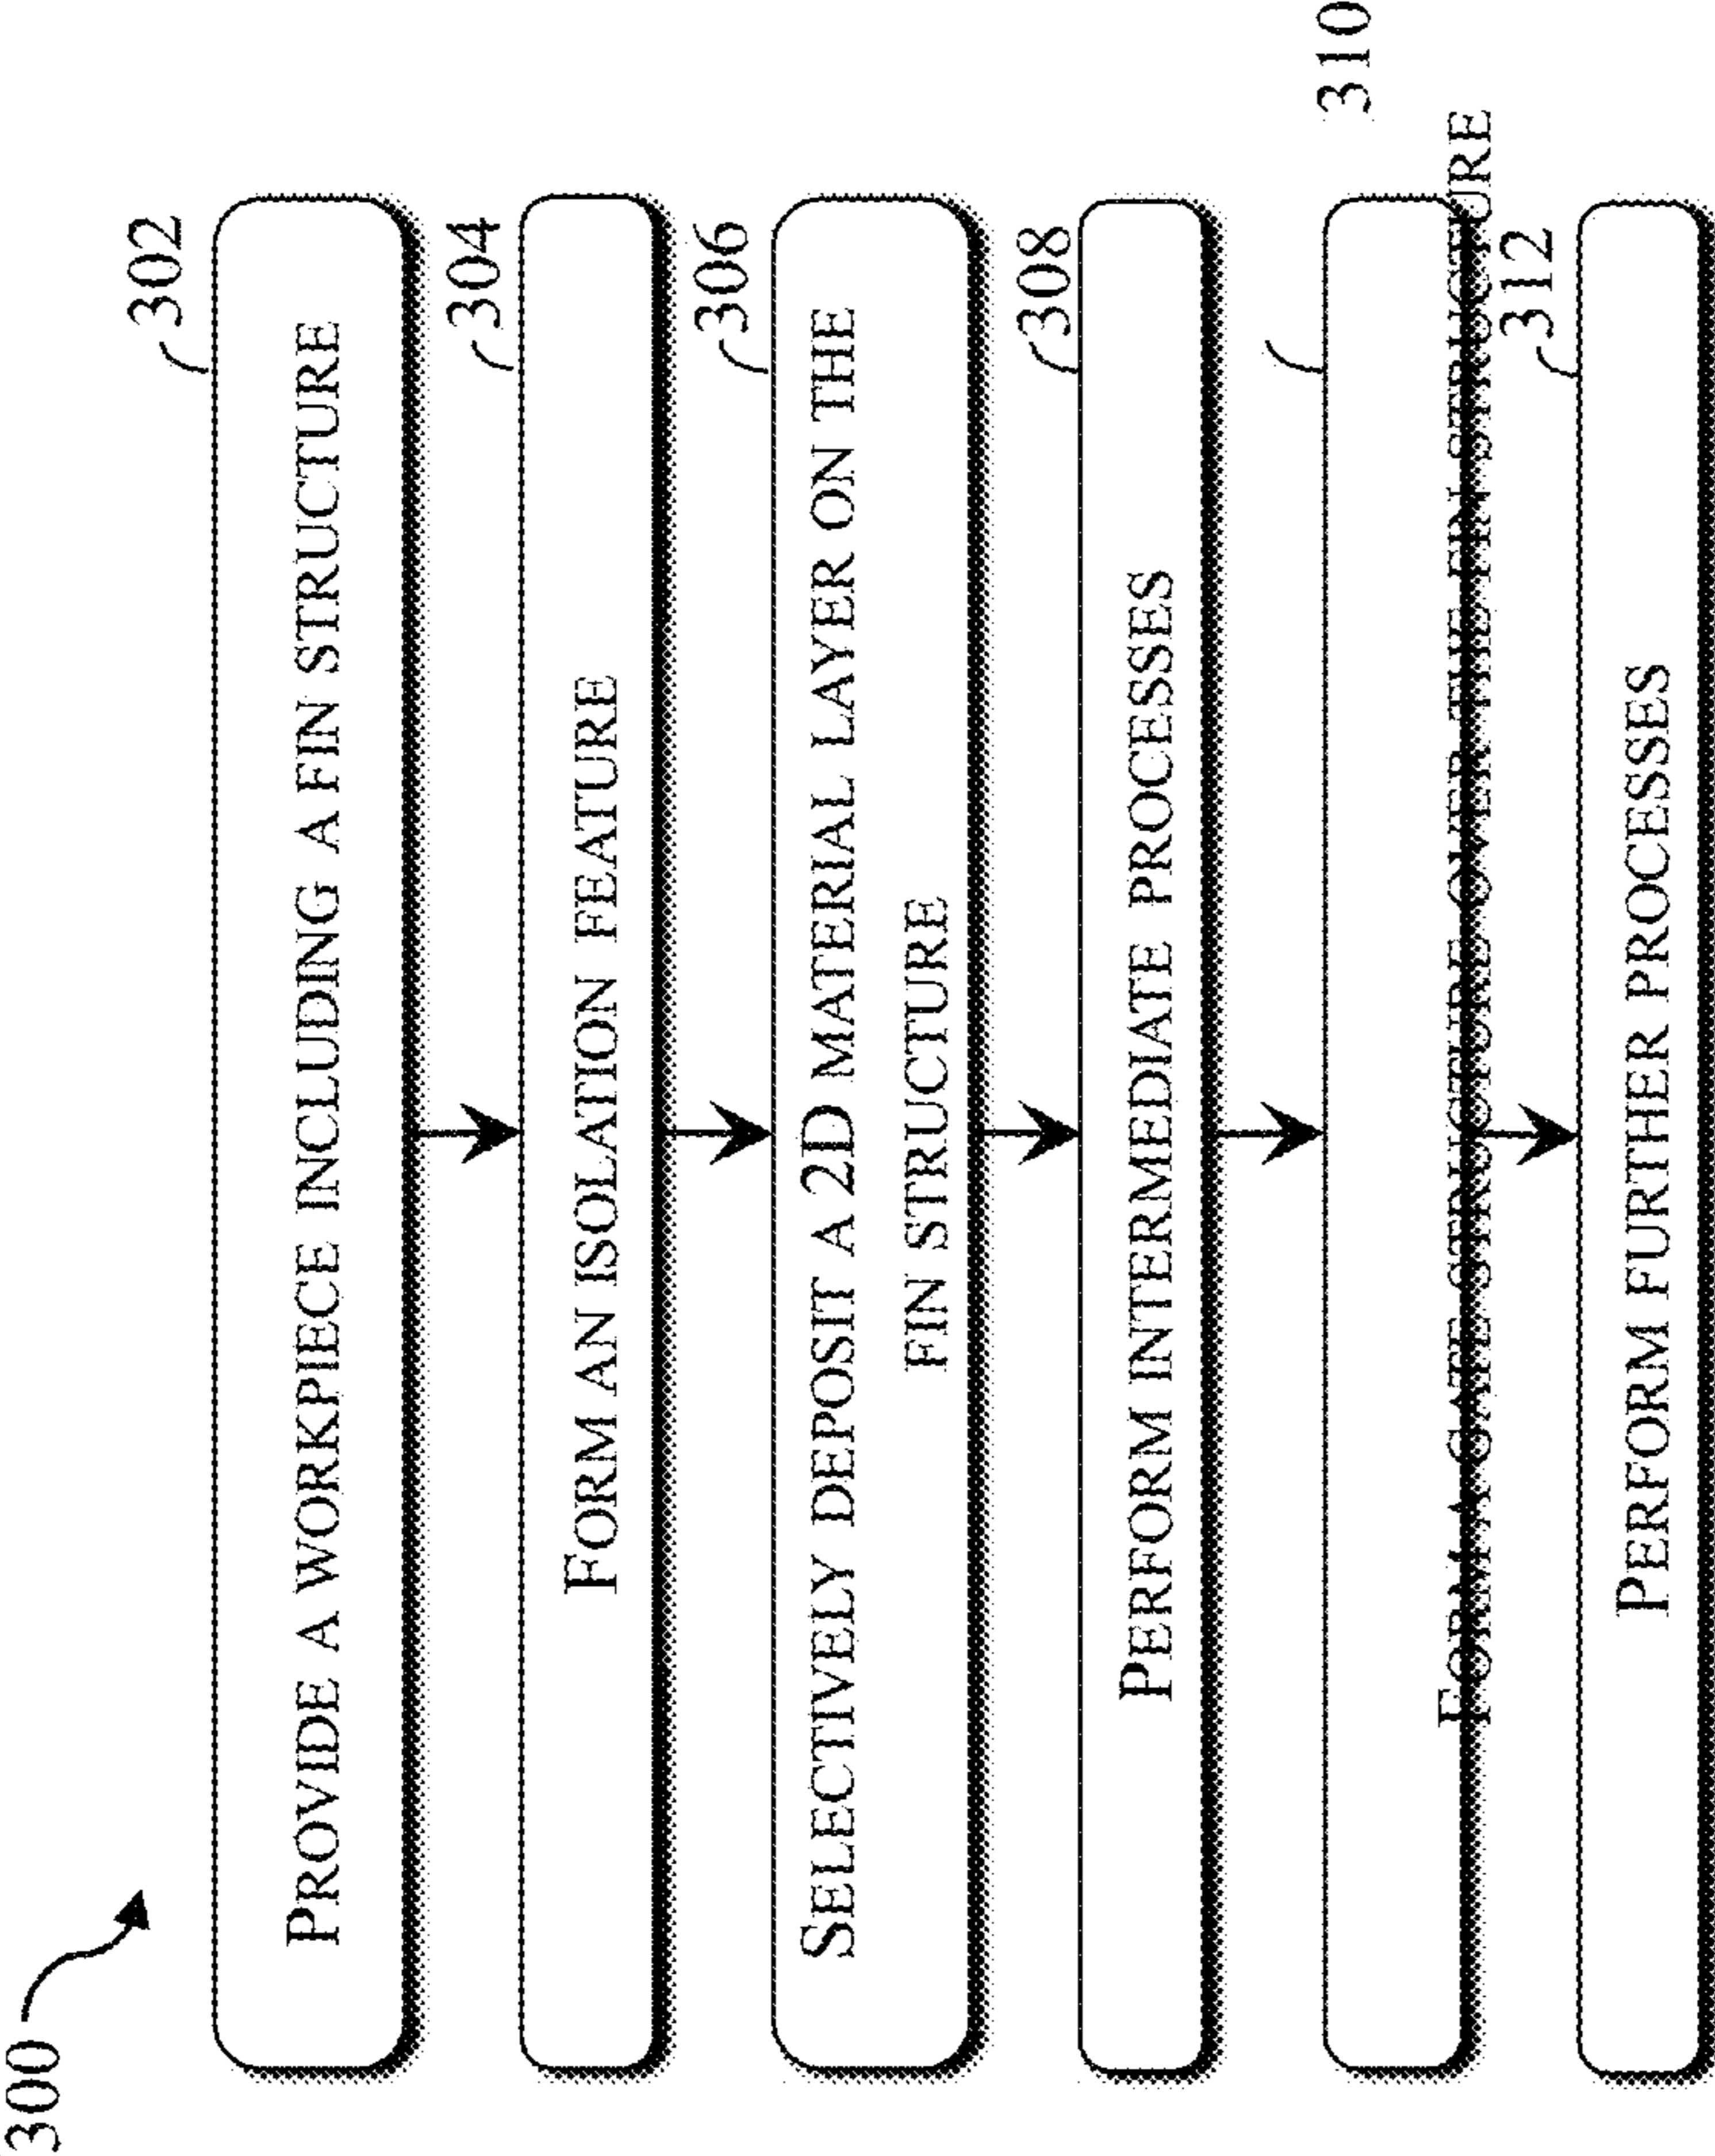 300
302
PROVIDE A WORKPIECE INCLUDING A FIN STRUCTURE
304
FORM AN ISOLATION FEATURE
306
SELECTIVELY DEPOSIT A 2D MATERIAL LAYER ON THE
FIN STRUCTURE
308
PERFORM INTERMEDIATE PROCESSES
310
FORM A GATE STRUCTURE OVER THE FIN STRUCTURE
312
PERFORM FURTHER PROCESSES